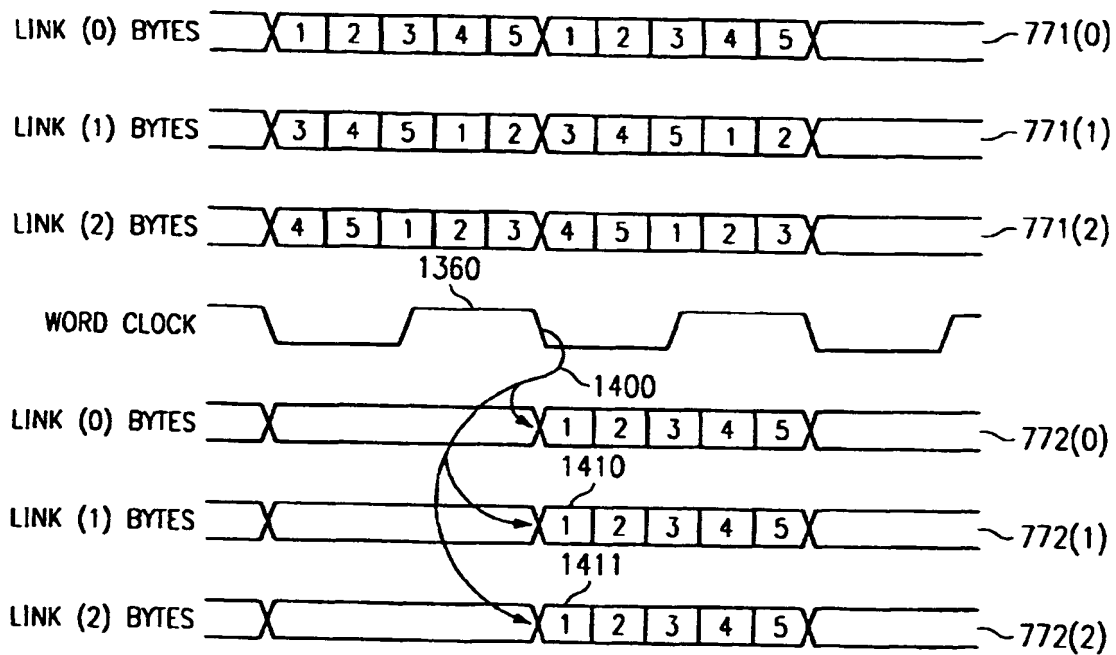 LINK (0) BYTES 1 2 3 4 5 1 2 3 4 5 771(0)
LINK (1) BYTES 3 4 5 1 2 3 4 5 1 2 771(1)
LINK (2) BYTES 4 5 1 2 3 4 5 1 2 3 771(2)
1360
WORD CLOCK
1400
LINK (0) BYTES 1 2 3 4 5 772(0)
1410
LINK (1) BYTES 1 2 3 4 5 772(1)
1411
LINK (2) BYTES 1 2 3 4 5 772(2)